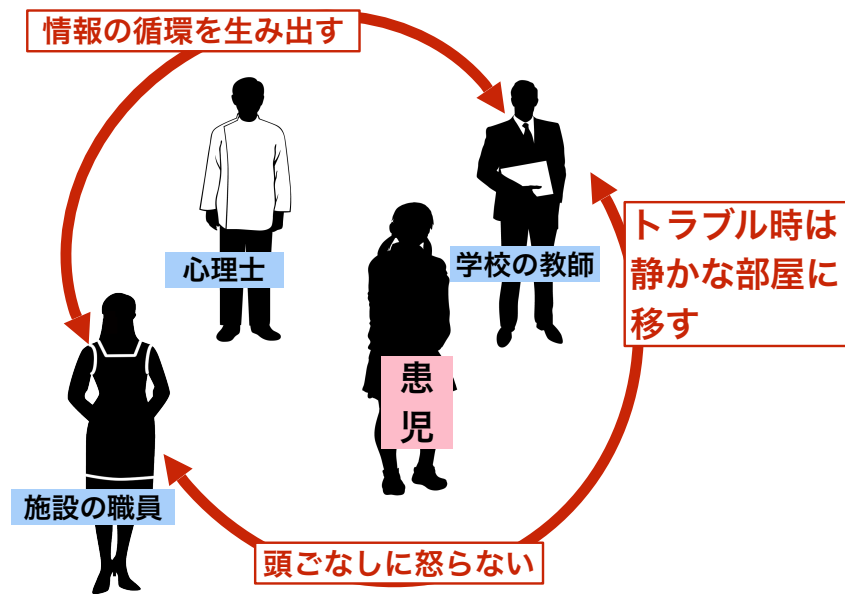 情報の循環を生み出す
心理士
学校の教師
トラブル時は
静かな部屋に
移す
患
児
施設の職員
頭ごなしに怒らない